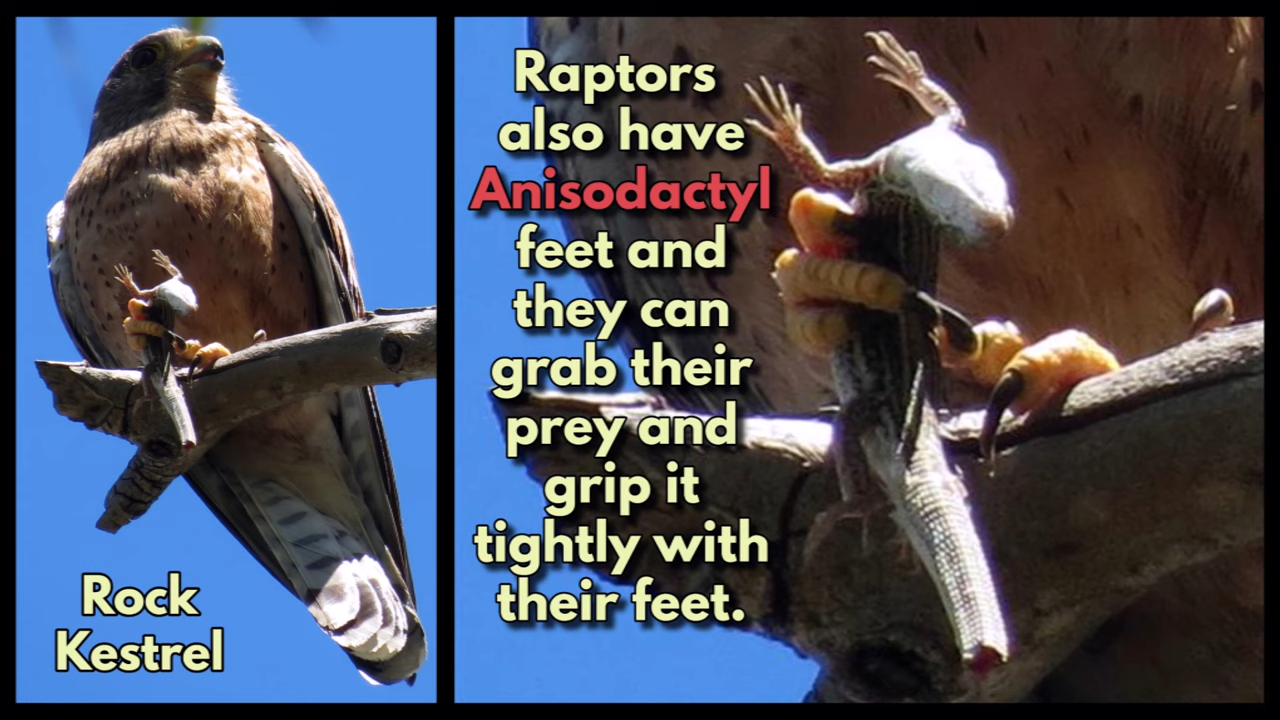 Rock
Kestrel
Raptors
also have
Anisodactyl
feet and
they can
grab their
prey and
grip it
tightly with
their feet.